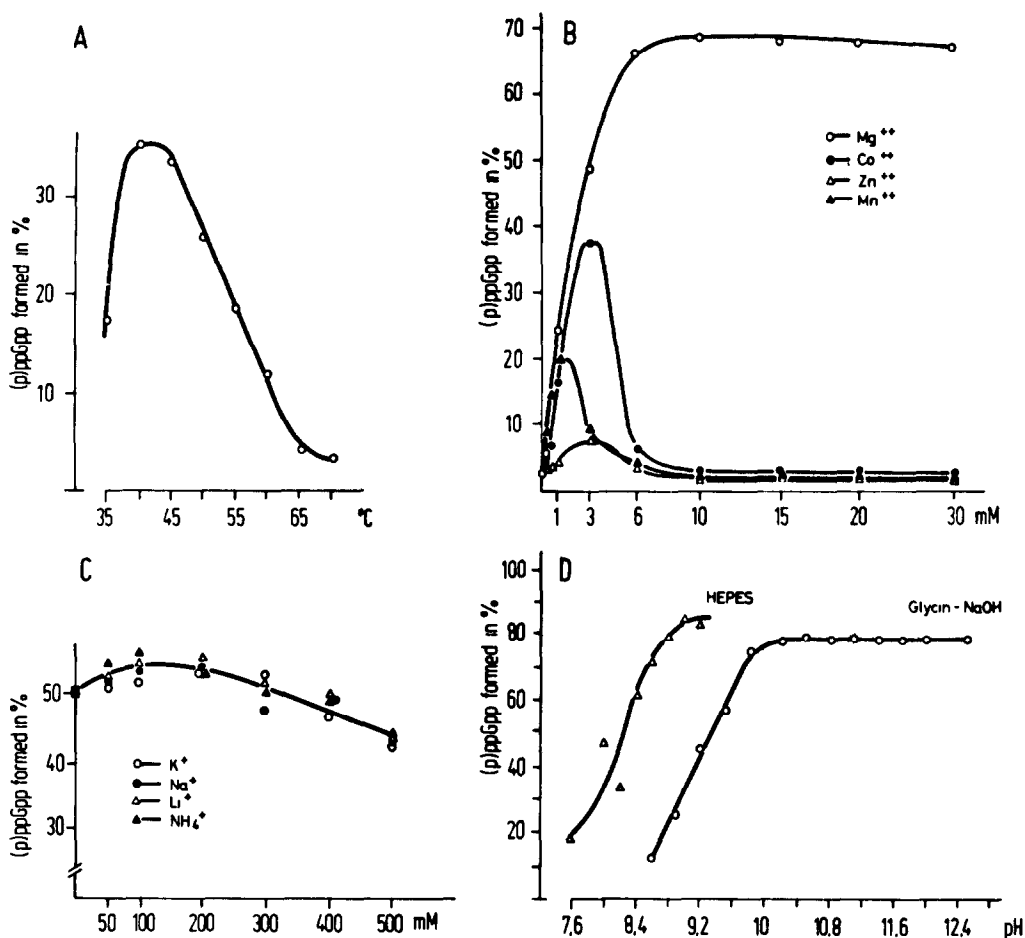 A
(p)ppGpp formed in %
30
20
10
35 45 55 65 °C
B
(p)ppGpp formed in %
70
60
50
40
30
20
10
Mg++
Co++
Zn++
Mn++
1 3 6 10 15 20 30 mM
C
(p)ppGpp formed in %
50
40
30
K+
Na+
Li+
NH4+
50 100 200 300 400 500 mM
D
(p)ppGpp formed in %
100
80
60
40
20
HEPES
Glycin - NaOH
7,6 8,4 9,2 10 10,8 11,6 12,4 pH